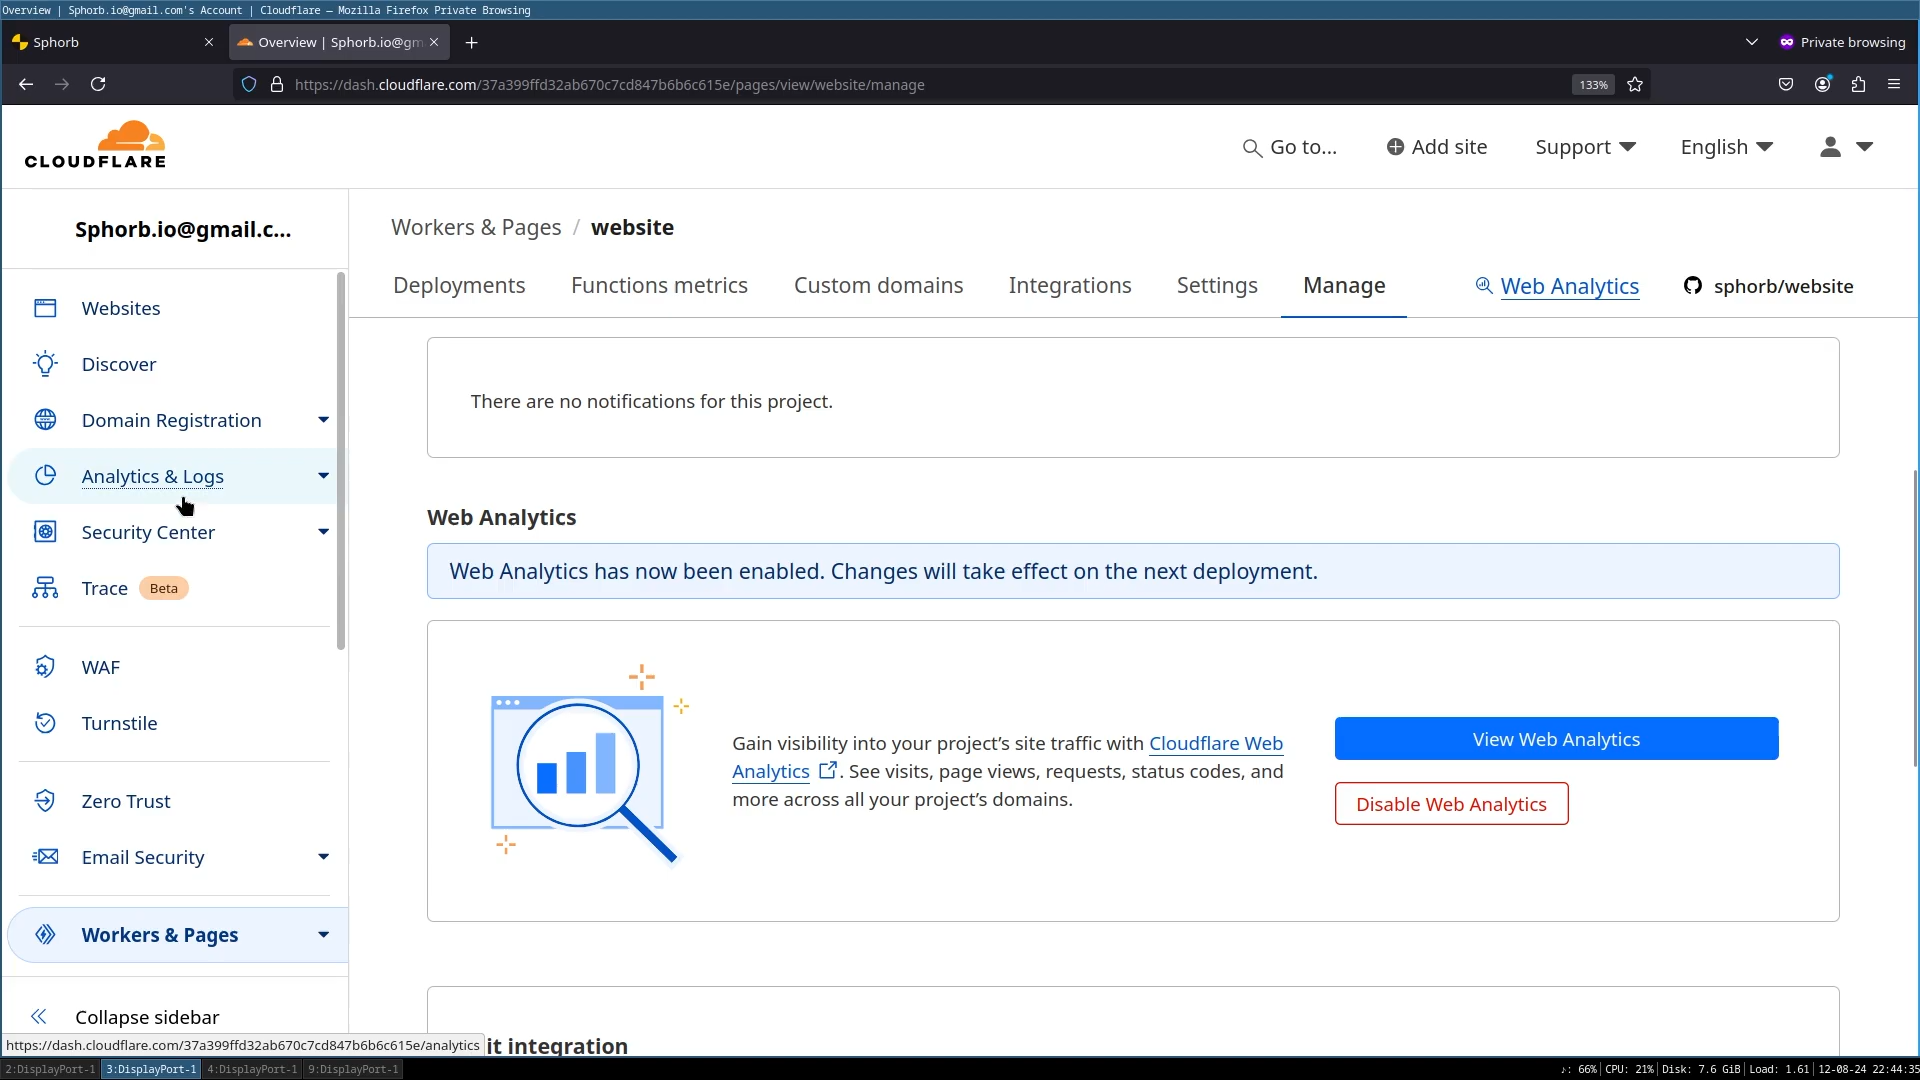 Overview | Sphorb.io@gmail.com's Account | Cloudflare — Mozilla Firefox Private Browsing
Sphorb
Overview | Sphorb.io@gm
Private browsing
https://dash.cloudflare.com/37a399ffd32ab670c7cd847b6b6c615e/pages/view/website/manage
133%
CLOUDFLARE
Go to...
Add site
Support
English
Sphorb.io@gmail.c...
Websites
Discover
Domain Registration
Analytics & Logs
Security Center
Trace Beta
WAF
Turnstile
Zero Trust
Email Security
Workers & Pages
Collapse sidebar
Workers & Pages / website
Deployments
Functions metrics
Custom domains
Integrations
Settings
Manage
Web Analytics
sphorb/website
There are no notifications for this project.
Web Analytics
Web Analytics has now been enabled. Changes will take effect on the next deployment.
Gain visibility into your project's site traffic with Cloudflare Web
Analytics . See visits, page views, requests, status codes, and
more across all your project's domains.
View Web Analytics
Disable Web Analytics
it integration
https://dash.cloudflare.com/37a399ffd32ab670c7cd847b6b6c615e/analytics
2:DisplayPort-1
3:DisplayPort-1
4:DisplayPort-1
9:DisplayPort-1
♪: 66%| CPU: 21%| Disk: 7.6 GiB| Load: 1.61| 12-08-24 22:44:35